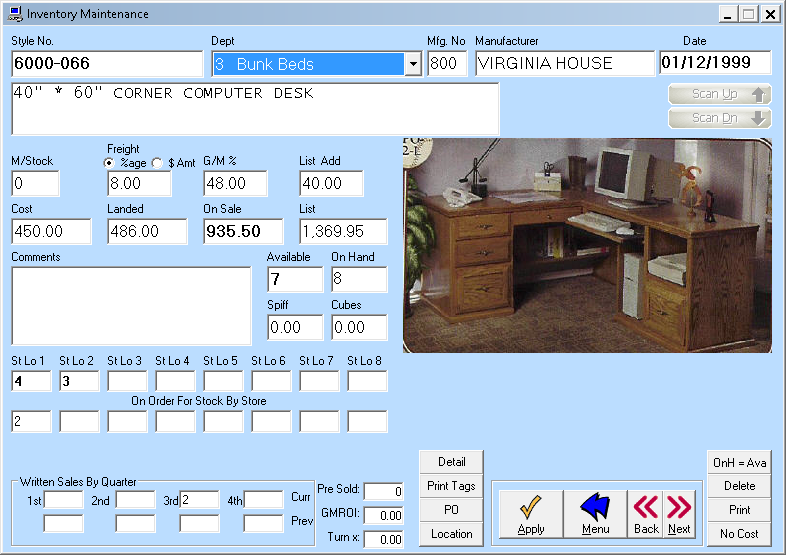 Inventory Maintenance
Style No. Dept Mfg. No Manufacturer Date
6000-066 3 Bunk Beds 800 VIRGINIA HOUSE 01/12/1999
40" * 60" CORNER COMPUTER DESK
Scan Up
Scan Dn
M/Stock Freight %age $ Amt G/M % List Add
0 8.00 48.00 40.00
Cost Landed On Sale List
450.00 486.00 935.50 1,369.95
Comments Available On Hand
7 8
Spiff Cubes
0.00 0.00
St Lo 1 St Lo 2 St Lo 3 St Lo 4 St Lo 5 St Lo 6 St Lo 7 St Lo 8
4 3
On Order For Stock By Store
2
2-L
Written Sales By Quarter
1st 2nd 3rd 2 4th Curr
Prev
Pre Sold: 0
GMROI: 0.00
Turn x: 0.00
Detail
Print Tags
PO
Location
Apply Menu Back Next
OnH = Ava
Delete
Print
No Cost